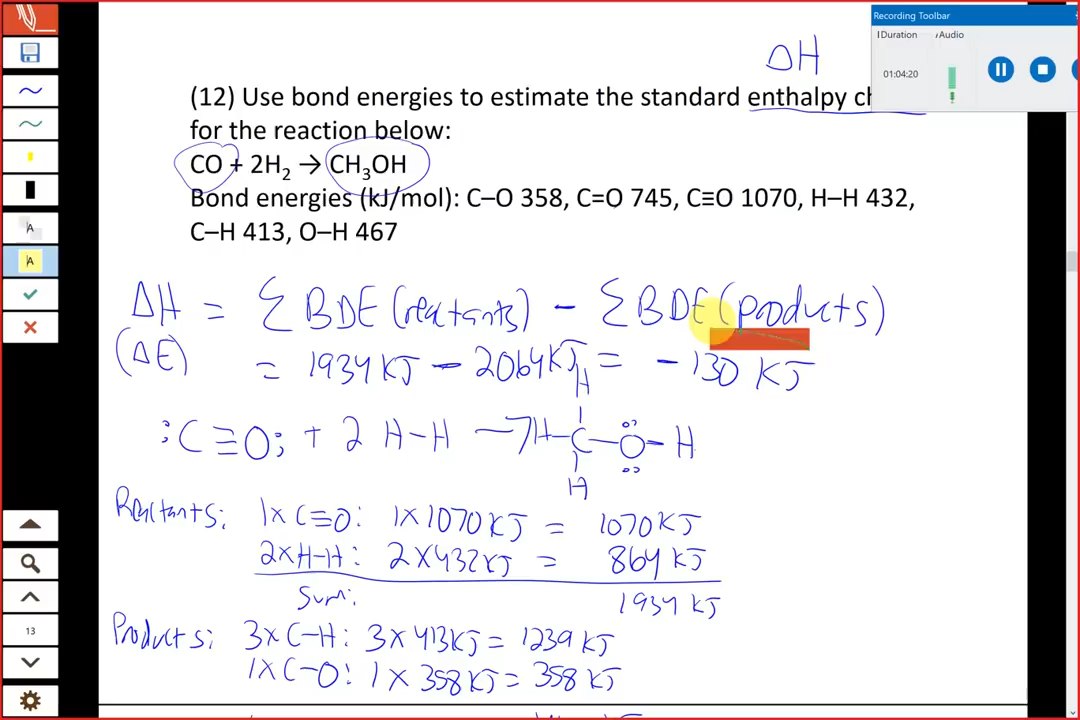 Recording Toolbar
Duration
Audio
01:04:20
ΔH
(12) Use bond energies to estimate the standard enthalpy ch
for the reaction below:
CO + 2H₂ → CH₃OH
Bond energies (kJ/mol): C–O 358, C=O 745, C≡O 1070, H–H 432,
C–H 413, O–H 467
ΔH = Σ BDE (reactants) - Σ BDE (products)
(ΔE) = 1934 KJ - 2064 KJ = -130 KJ
H
:C≡O: + 2 H-H → H-C-O-H
H
Reactants: 1×C≡O: 1×1070 KJ = 1070 KJ
2×H-H: 2×432 KJ = 864 KJ
Sum: 1934 KJ
Products: 3×C-H: 3×413 KJ = 1239 KJ
1×C-O: 1×358 KJ = 358 KJ
A
A
13